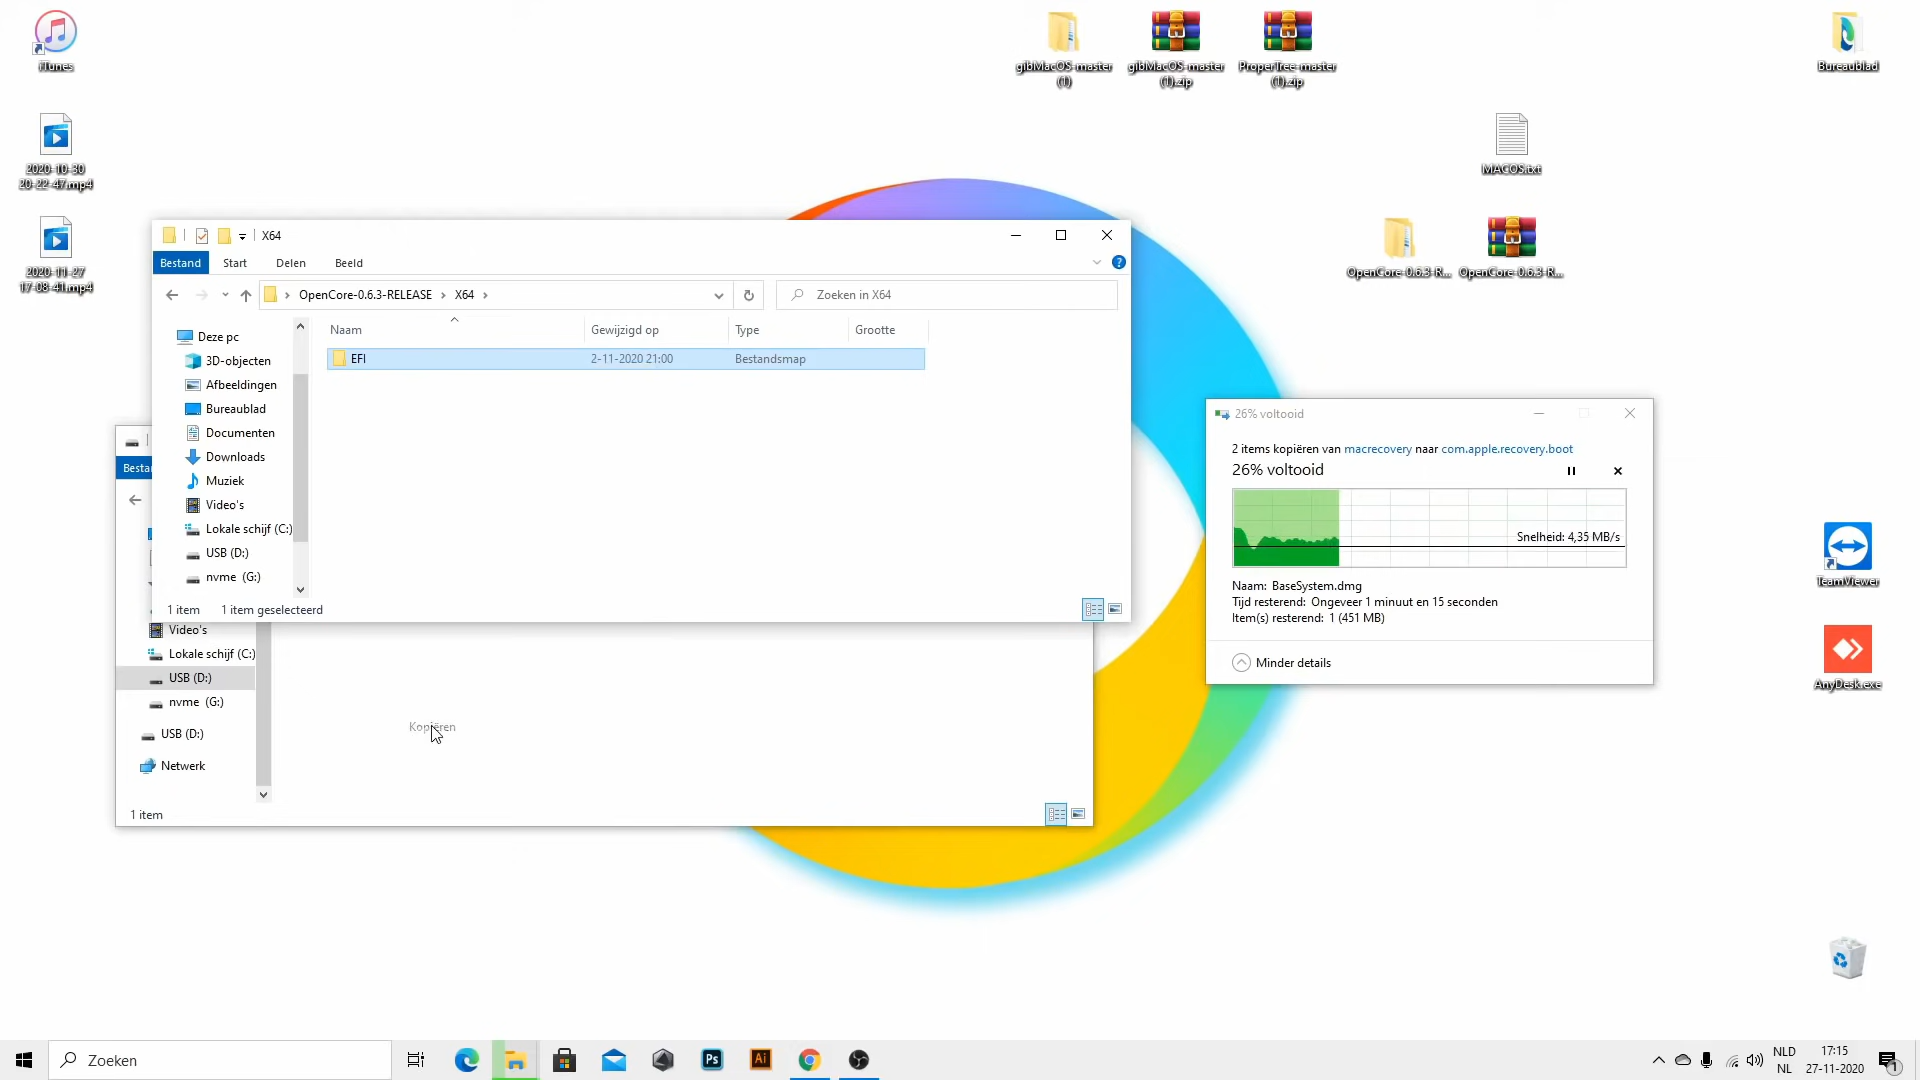 iTunes
2020-10-30
20-22-47.mp4
2020-11-27
17-08-41.mp4
gibMacOS-master
(1)
gibMacOS-master
(1).zip
ProperTree-master
(1).zip
Bureaublad
MACOS.txt
OpenCore-0.6.3-R...
OpenCore-0.6.3-R...
TeamViewer
AnyDesk.exe
X64
Bestand
Start
Delen
Beeld
OpenCore-0.6.3-RELEASE
X64
Zoeken in X64
Naam
Gewijzigd op
Type
Grootte
EFI
2-11-2020 21:00
Bestandsmap
Deze pc
3D-objecten
Afbeeldingen
Bureaublad
Documenten
Downloads
Muziek
Video's
Lokale schijf (C:)
USB (D:)
nvme (G:)
1 item
1 item geselecteerd
Besta
Video's
Lokale schijf (C:)
USB (D:)
nvme (G:)
USB (D:)
Netwerk
Kopiëren
1 item
26% voltooid
2 items kopiëren van macrecovery naar com.apple.recovery.boot
26% voltooid
Snelheid: 4,35 MB/s
Naam: BaseSystem.dmg
Tijd resterend: Ongeveer 1 minuut en 15 seconden
Item(s) resterend: 1 (451 MB)
Minder details
Zoeken
Ps
Ai
NLD
NL
17:15
27-11-2020
1